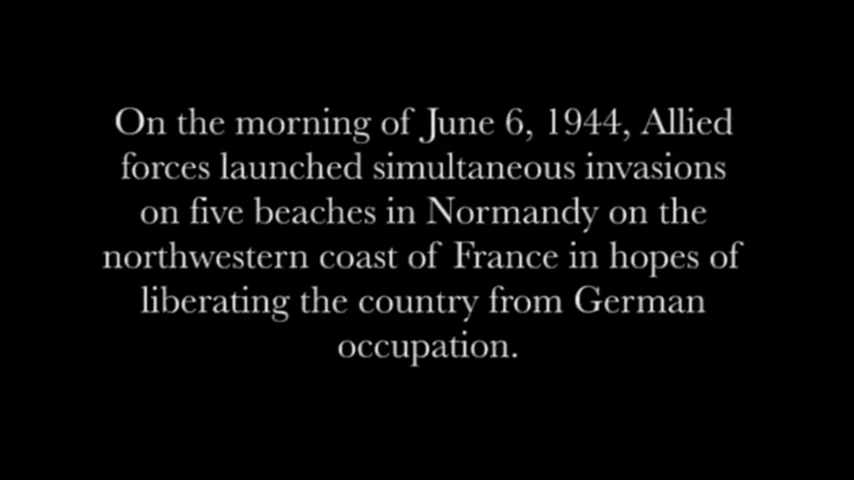 On the morning of June 6, 1944, Allied
forces launched simultaneous invasions
on five beaches in Normandy on the
northwestern coast of France in hopes of
liberating the country from German
occupation.